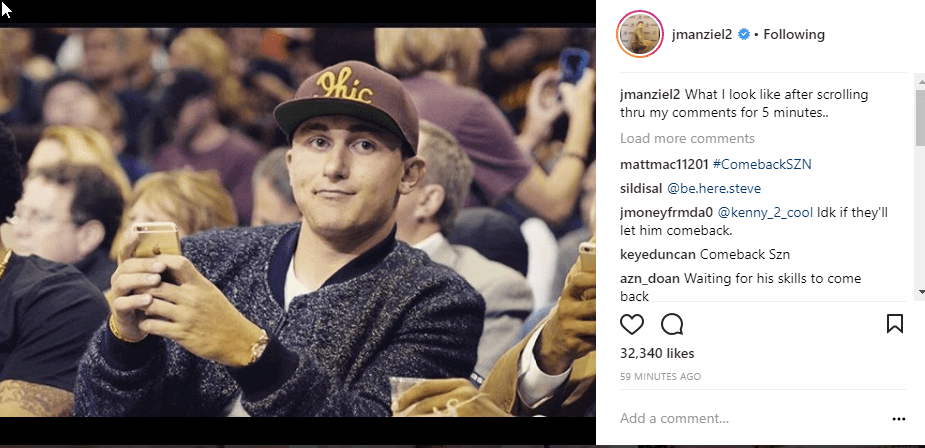 Ohio
jmanziel2 • Following
jmanziel2 What I look like after scrolling
thru my comments for 5 minutes..
Load more comments
mattmac11201 #ComebackSZN
sildisal @be.here.steve
jmoneyfrmda0 @kenny_2_cool Idk if they'll
let him comeback.
keyeduncan Comeback Szn
azn_doan Waiting for his skills to come
back
32,340 likes
59 MINUTES AGO
Add a comment...